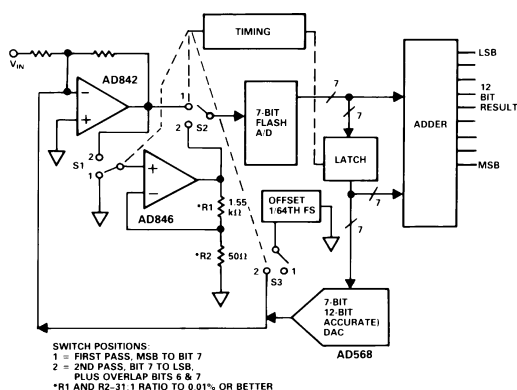 TIMING
VIN
AD842
1
S2
2
7-BIT
FLASH
A/D
7
7
LATCH
7
7
ADDER
LSB
12
BIT
RESULT
MSB
2
S1
1
AD846
*R1
1.55
kΩ
*R2
50Ω
OFFSET
1/64TH FS
2
1
S3
7-BIT
12-BIT
ACCURATE)
DAC
AD568
SWITCH POSITIONS:
1 = FIRST PASS, MSB TO BIT 7
2 = 2ND PASS, BIT 7 TO LSB,
PLUS OVERLAP BITS 6 & 7
*R1 AND R2-31:1 RATIO TO 0.01% OR BETTER